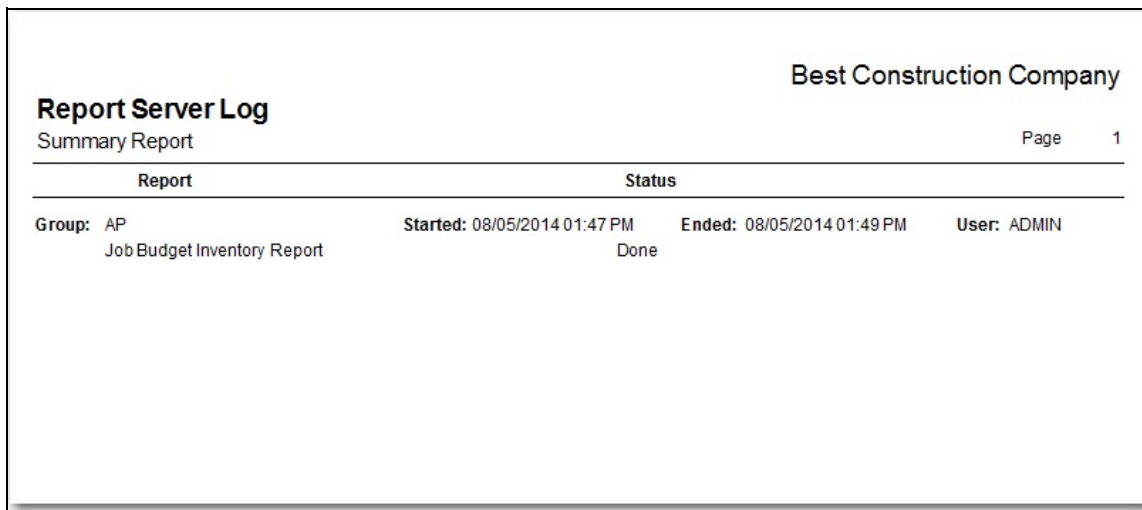 Best Construction Company
Report Server Log
Summary Report Page 1
Report Status
Group: AP Started: 08/05/2014 01:47 PM Ended: 08/05/2014 01:49 PM User: ADMIN
Job Budget Inventory Report Done